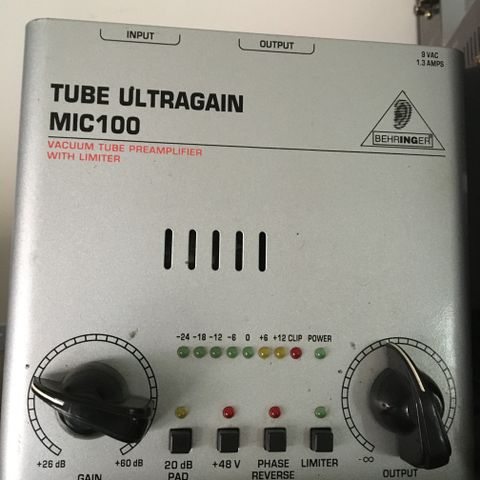 INPUT
OUTPUT
9 VAC
1.3 AMPS
TUBE ULTRAGAIN
MIC100
VACUUM TUBE PREAMPLIFIER
WITH LIMITER
BEHRINGER
-24 -18 -12 -6 0 +6 +12 CLIP POWER
+26 dB +60 dB
GAIN
20 dB
PAD
+48 V
PHASE
REVERSE
LIMITER
-∞
OUTPUT